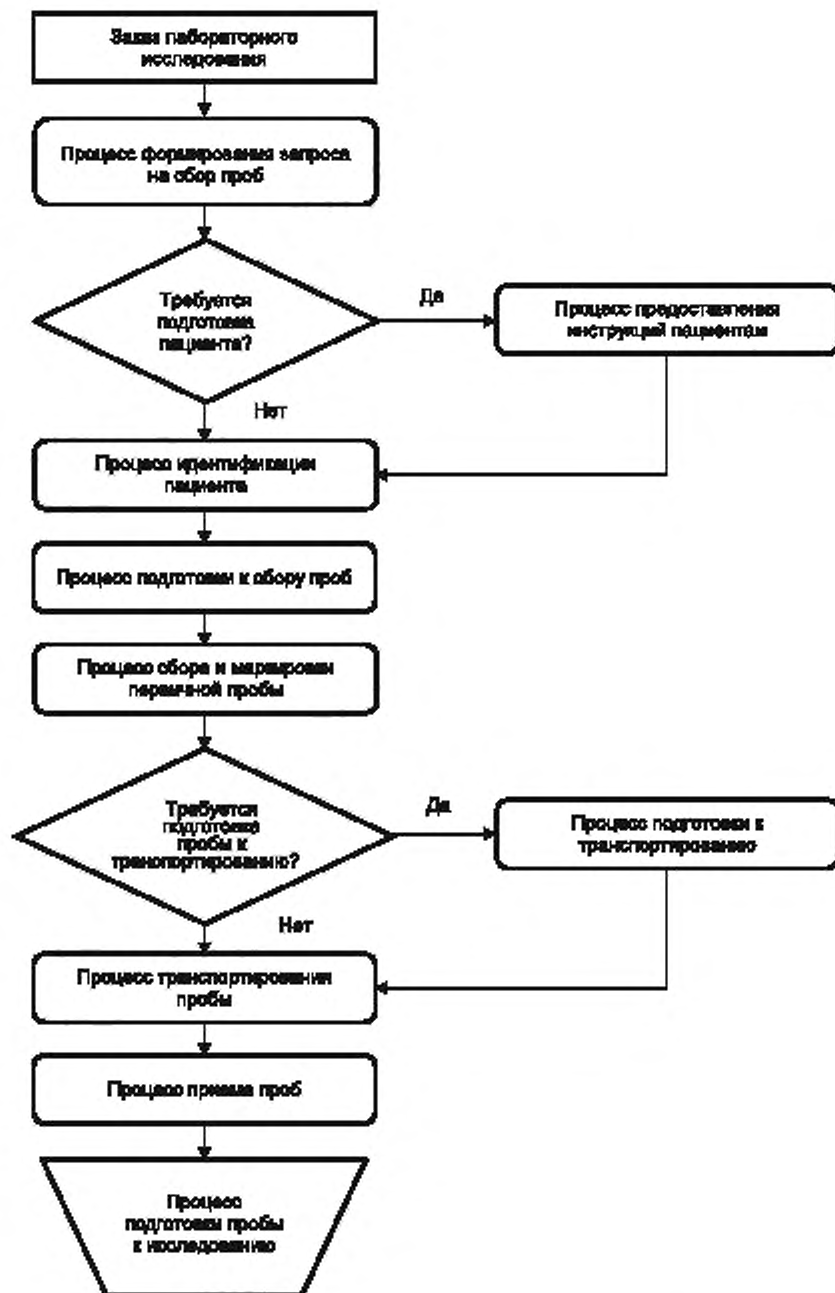 Заказ лабораторного
исследования
Процесс формирования запроса
на сбор проб
Требуется
подготовка
пациента?
Да
Процесс предоставления
инструкций пациентам
Нет
Процесс идентификации
пациента
Процесс подготовки к сбору проб
Процесс сбора и маркировки
первичной пробы
Требуется
подготовка
пробы к
транспортированию?
Да
Процесс подготовки к
транспортированию
Нет
Процесс транспортирования
пробы
Процесс приема проб
Процесс
подготовки пробы
к исследованию